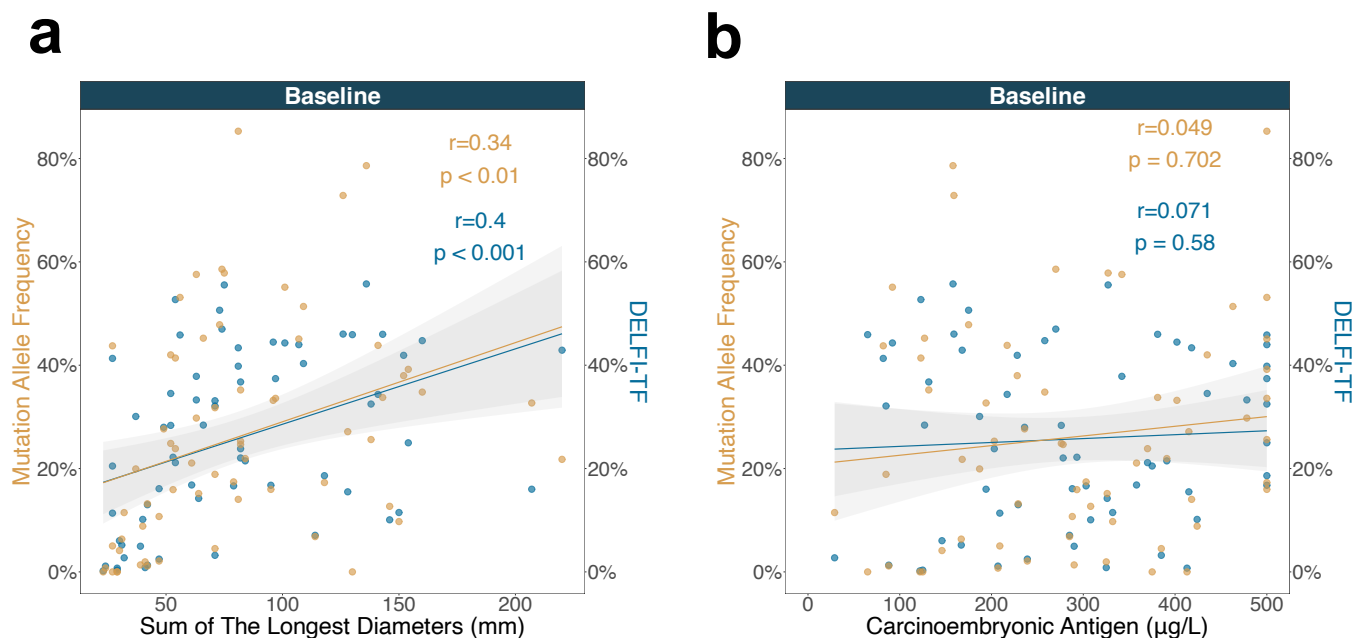 a
Baseline
r=0.34
p < 0.01
r=0.4
p < 0.001
80%
60%
40%
20%
0%
80%
60%
40%
20%
0%
Mutation Allele Frequency
DELFI-TF
50
100
150
200
Sum of The Longest Diameters (mm)
b
Baseline
r=0.049
p = 0.702
r=0.071
p = 0.58
80%
60%
40%
20%
0%
80%
60%
40%
20%
0%
Mutation Allele Frequency
DELFI-TF
0
100
200
300
400
500
Carcinoembryonic Antigen (µg/L)